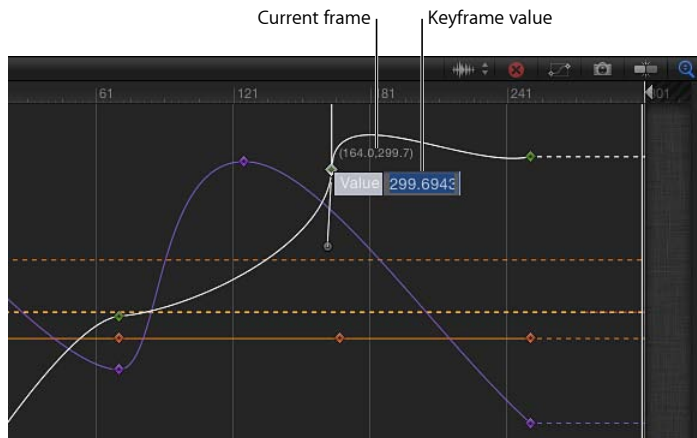 Current frame
Keyframe value
61
121
81
241
01
(164.0,299.7)
Value 299.6943